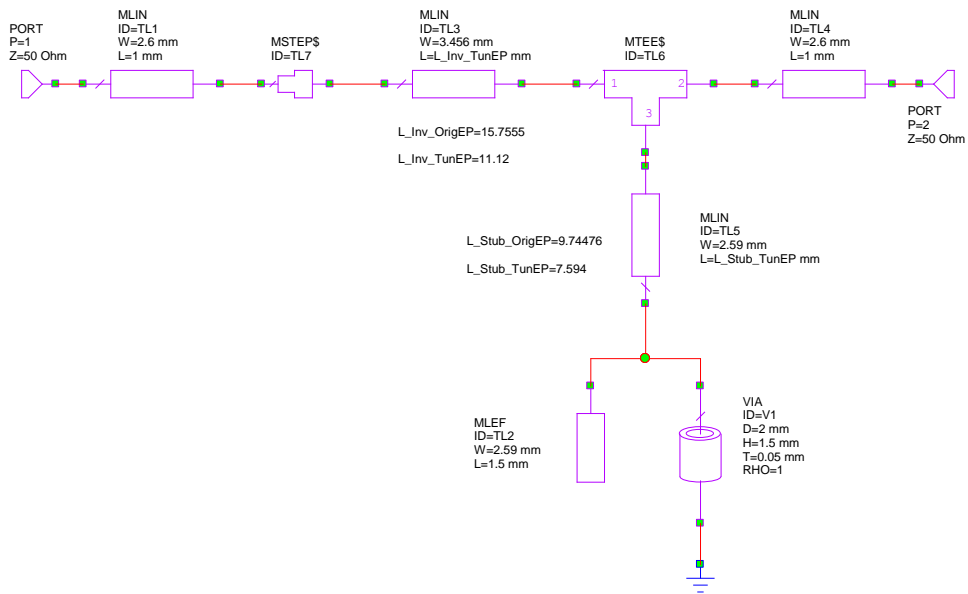 PORT
P=1
Z=50 Ohm
MLIN
ID=TL1
W=2.6 mm
L=1 mm
MSTEP$
ID=TL7
MLIN
ID=TL3
W=3.456 mm
L=L_Inv_TunEP mm
MTEE$
ID=TL6
1
2
3
MLIN
ID=TL4
W=2.6 mm
L=1 mm
PORT
P=2
Z=50 Ohm
L_Inv_OrigEP=15.7555
L_Inv_TunEP=11.12
L_Stub_OrigEP=9.74476
L_Stub_TunEP=7.594
MLIN
ID=TL5
W=2.59 mm
L=L_Stub_TunEP mm
MLEF
ID=TL2
W=2.59 mm
L=1.5 mm
VIA
ID=V1
D=2 mm
H=1.5 mm
T=0.05 mm
RHO=1